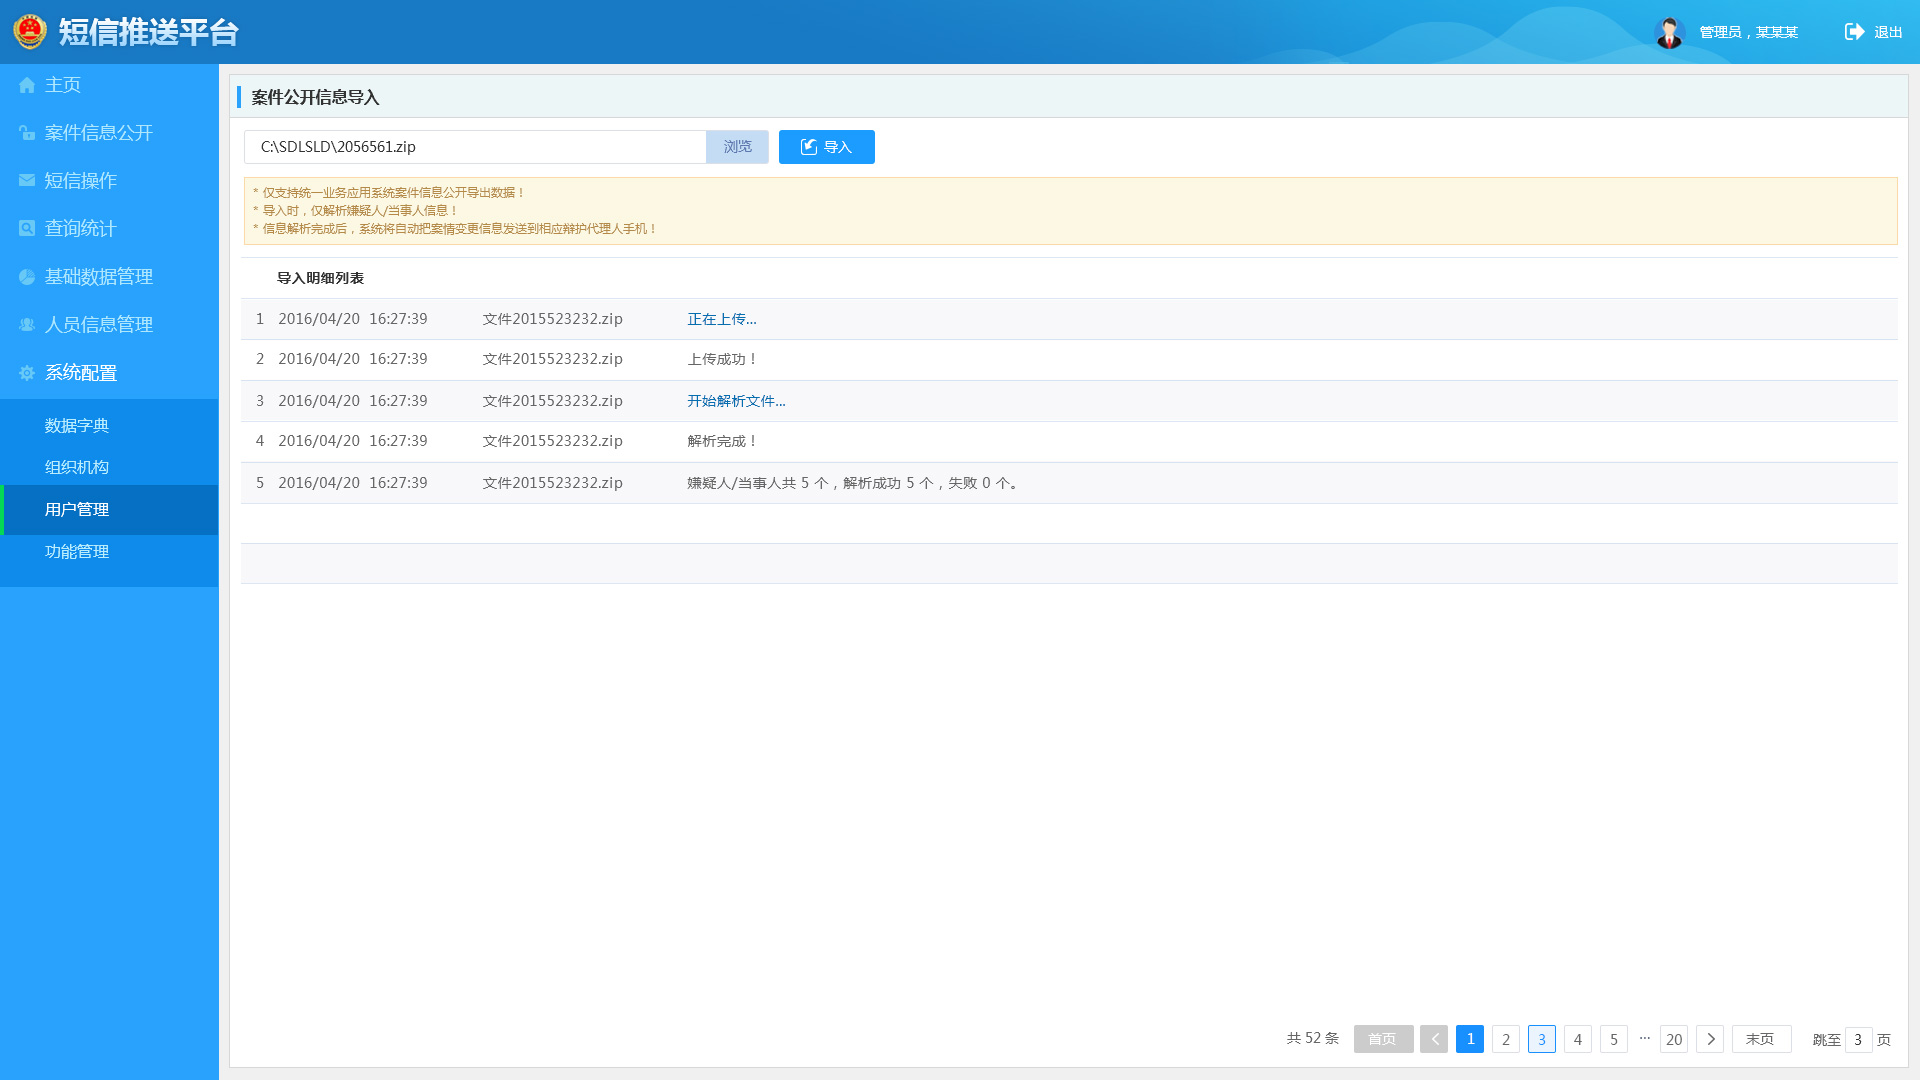 短信推送平台
管理员，某某某
退出
主页
案件信息公开
短信操作
查询统计
基础数据管理
人员信息管理
系统配置
数据字典
组织机构
用户管理
功能管理
案件公开信息导入
C:\SDLSLD\2056561.zip 浏览 导入
* 仅支持统一业务应用系统案件信息公开导出数据！
* 导入时，仅解析嫌疑人/当事人信息！
* 信息解析完成后，系统将自动把案情变更信息发送到相应辩护代理人手机！
导入明细列表
1 2016/04/20 16:27:39 文件2015523232.zip 正在上传...
2 2016/04/20 16:27:39 文件2015523232.zip 上传成功！
3 2016/04/20 16:27:39 文件2015523232.zip 开始解析文件...
4 2016/04/20 16:27:39 文件2015523232.zip 解析完成！
5 2016/04/20 16:27:39 文件2015523232.zip 嫌疑人/当事人共 5 个，解析成功 5 个，失败 0 个。
共 52 条 首页 1 2 3 4 5 ... 20 末页 跳至 3 页